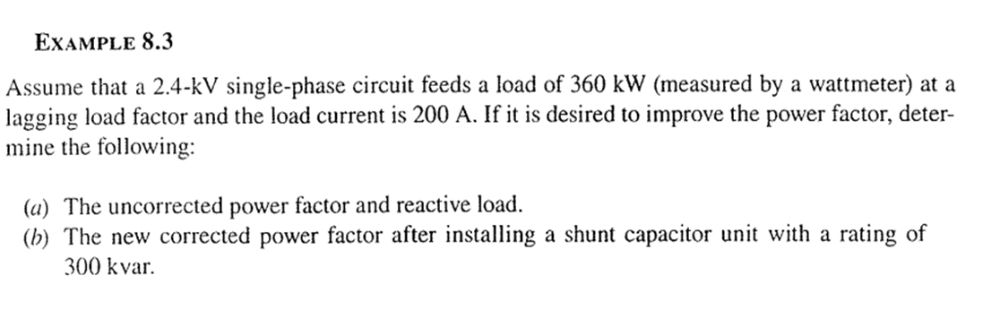 EXAMPLE 8.3
Assume that a 2.4-kV single-phase circuit feeds a load of 360 kW (measured by a wattmeter) at a
lagging load factor and the load current is 200 A. If it is desired to improve the power factor, deter-
mine the following:
(a) The uncorrected power factor and reactive load.
(b) The new corrected power factor after installing a shunt capacitor unit with a rating of
300 kvar.